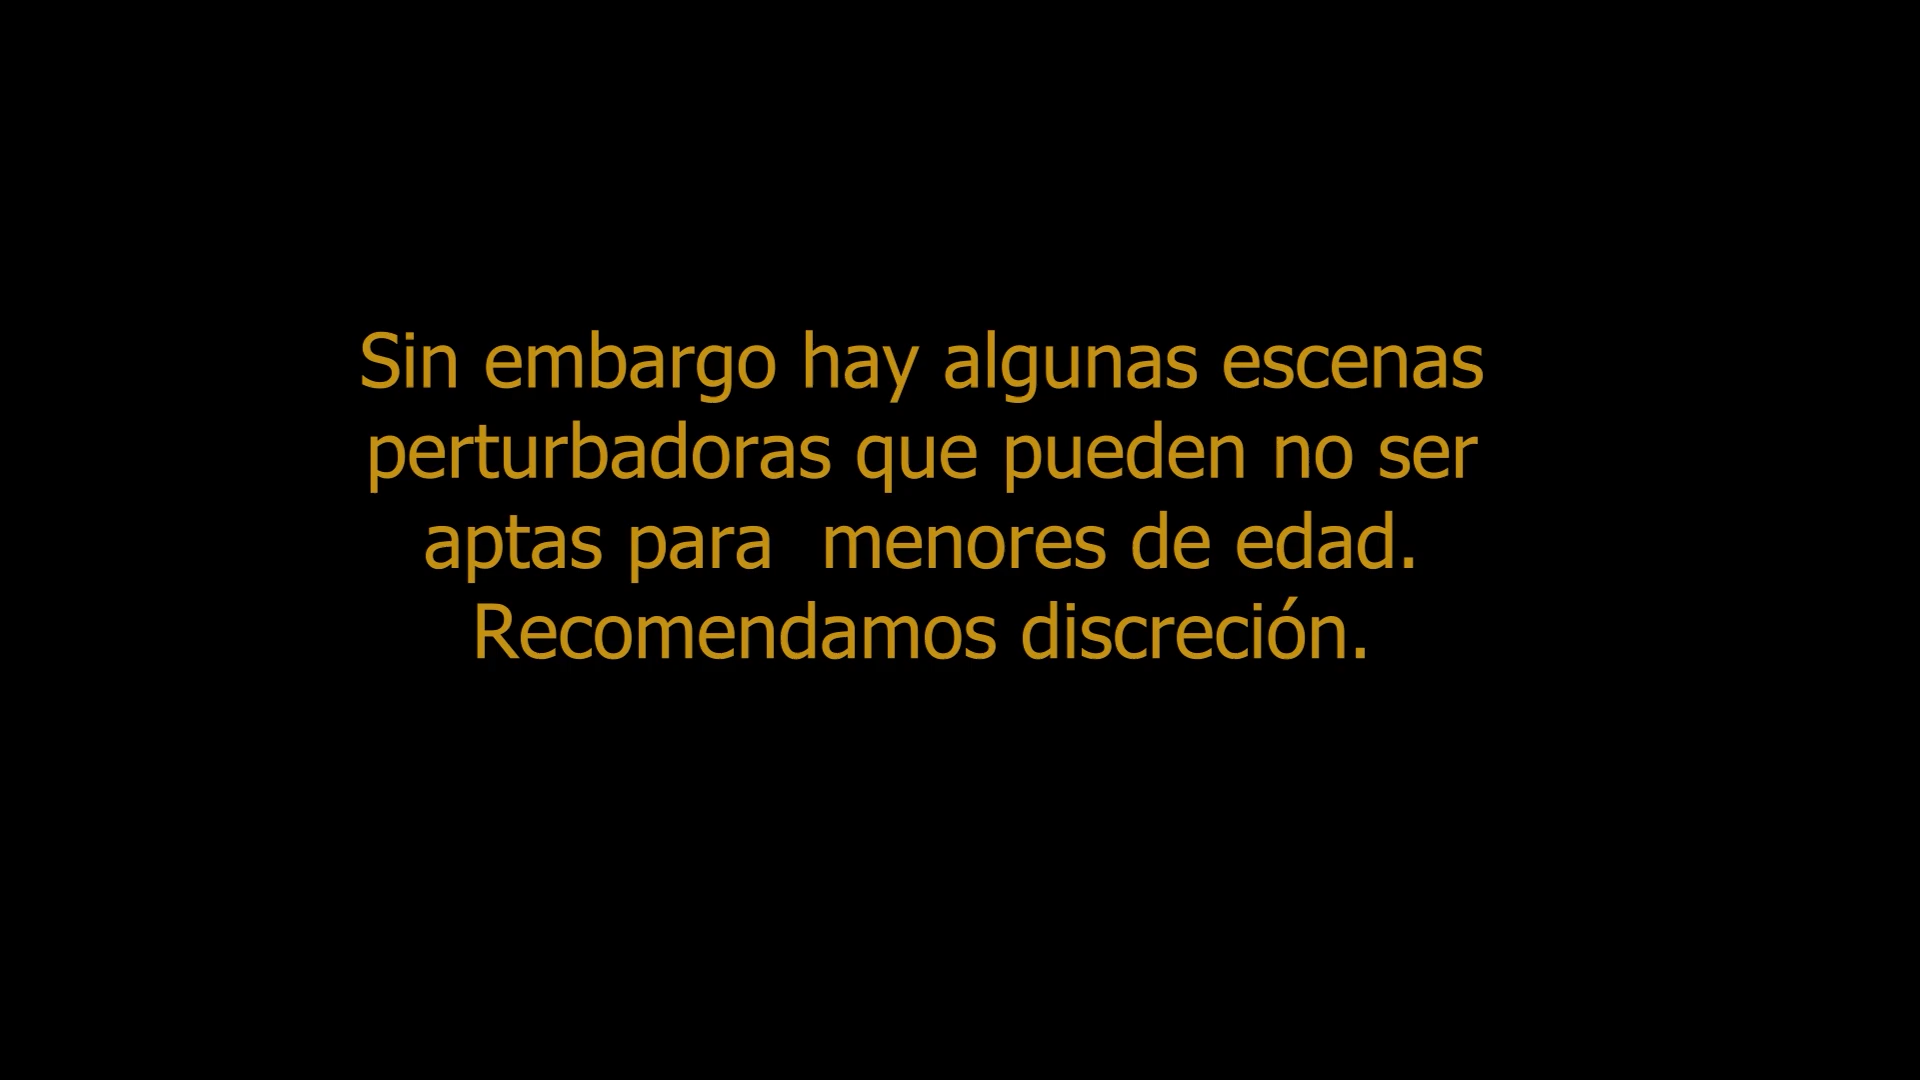 Sin embargo hay algunas escenas
perturbadoras que pueden no ser
aptas para  menores de edad.
Recomendamos discreción.